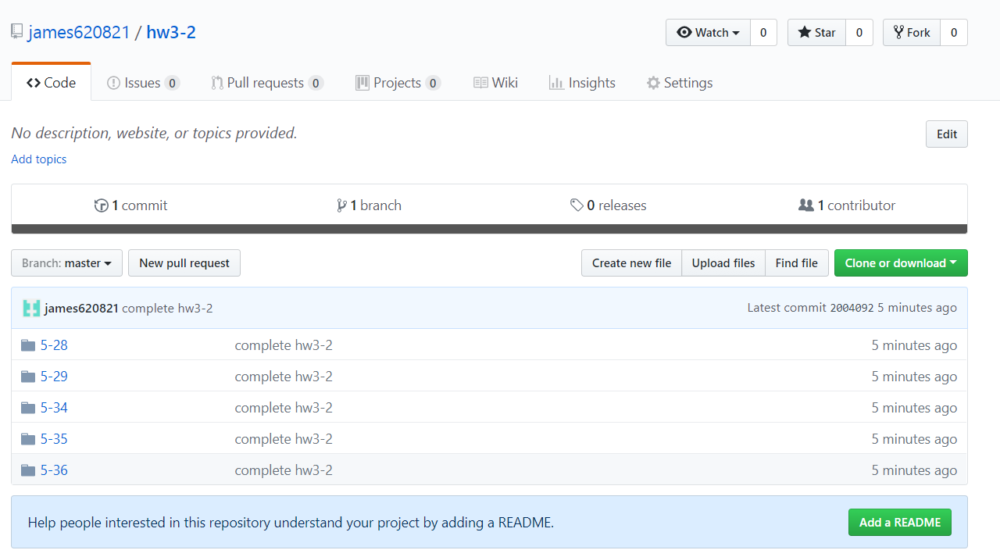 james620821 / hw3-2 Watch 0 Star 0 Fork 0
Code Issues 0 Pull requests 0 Projects 0 Wiki Insights Settings
No description, website, or topics provided. Edit
Add topics
1 commit 1 branch 0 releases 1 contributor
Branch: master New pull request Create new file Upload files Find file Clone or download
james620821 complete hw3-2 Latest commit 2004092 5 minutes ago
5-28 complete hw3-2 5 minutes ago
5-29 complete hw3-2 5 minutes ago
5-34 complete hw3-2 5 minutes ago
5-35 complete hw3-2 5 minutes ago
5-36 complete hw3-2 5 minutes ago
Help people interested in this repository understand your project by adding a README. Add a README